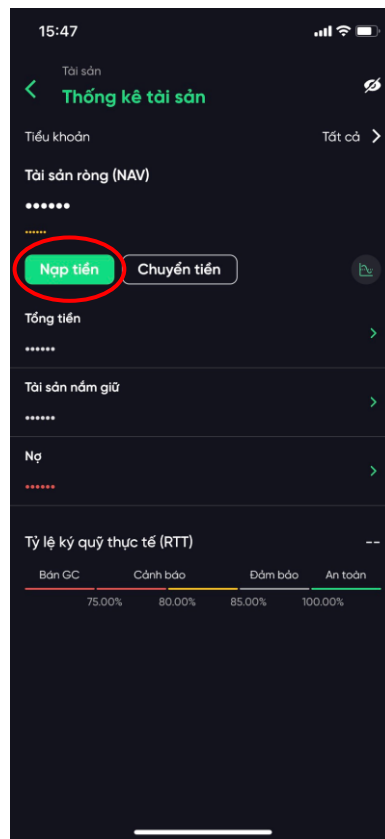 15:47
Tài sản
Thống kê tài sản
Tiểu khoản Tất cả
Tài sản ròng (NAV)
••••••
••••••
Nạp tiền Chuyển tiền
Tổng tiền
••••••
Tài sản nắm giữ
••••••
Nợ
••••••
Tỷ lệ ký quỹ thực tế (RTT) --
Bán GC Cảnh báo Đảm bảo An toàn
75.00% 80.00% 85.00% 100.00%